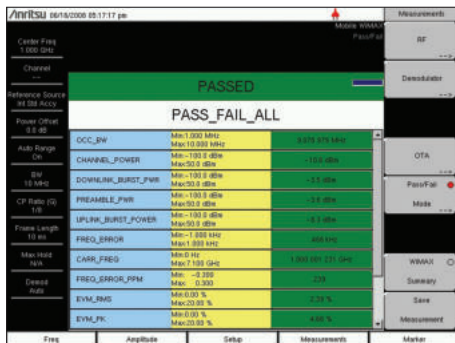 Anritsu 06/16/2008 05:17:17 pm
Mobile WiMAX
Pass/Fail
Measurements
Center Freq
1.000 GHz
Channel
--
Reference Source
Int Std Accy
Power Offset
0.0 dB
Auto Range
On
BW
10 MHz
CP Ratio (G)
1/8
Frame Length
10 ms
Max Hold
N/A
Demod
Auto
PASSED
PASS_FAIL_ALL
OCC_BW
Min:1.000 MHz
Max:10.000 MHz
CHANNEL_POWER
Min:-100.0 dBm
Max:50.0 dBm
DOWNLINK_BURST_PWR
Min:-100.0 dBm
Max:50.0 dBm
PREAMBLE_PWR
Min:-100.0 dBm
Max:50.0 dBm
UPLINK_BURST_POWER
Min:-100.0 dBm
Max:50.0 dBm
FREQ_ERROR
Min:-1.000 kHz
Max:1.000 kHz
CARR_FREQ
Min:0 Hz
Max:7.100 GHz
FREQ_ERROR_PPM
Min: -0.300
Max: 0.300
EVM_RMS
Min:0.00 %
Max:20.00 %
EVM_PK
Min:0.00 %
Max:20.00 %
RF
-->
Demodulator
-->
OTA
-->
Pass/Fail
Mode
-->
WiMAX
Summary
Save
Measurement
Freq
Amplitude
Setup
Measurements
Marker